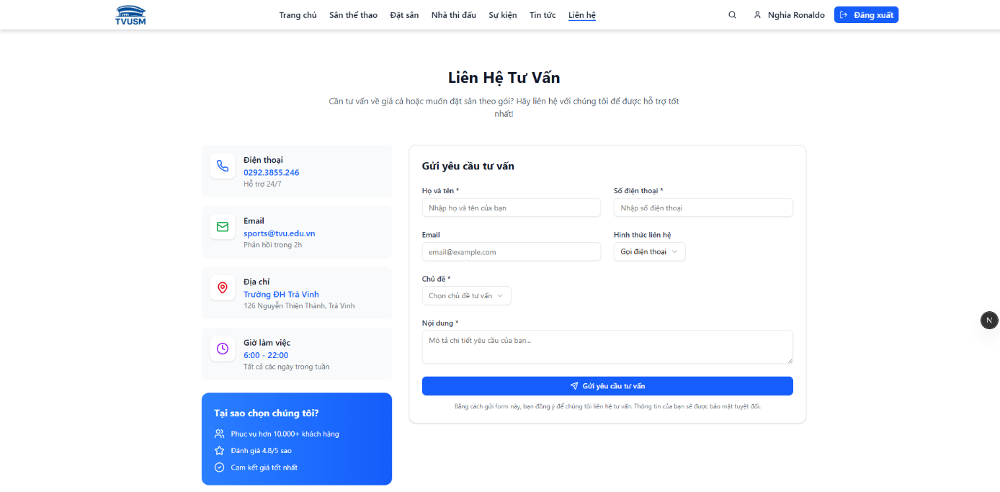 TVUSM
Trang chủ
Sân thể thao
Đặt sân
Nhà thi đấu
Sự kiện
Tin tức
Liên hệ
Nghia Ronaldo
Đăng xuất
Liên Hệ Tư Vấn
Cần tư vấn về giá cả hoặc muốn đặt sân theo gói? Hãy liên hệ với chúng tôi để được hỗ trợ tốt
nhất!
Điện thoại
0292.3855.246
Hỗ trợ 24/7
Email
sports@tvu.edu.vn
Phản hồi trong 2h
Địa chỉ
Trường ĐH Trà Vinh
126 Nguyễn Thiện Thành, Trà Vinh
Giờ làm việc
6:00 - 22:00
Tất cả các ngày trong tuần
Tại sao chọn chúng tôi?
Phục vụ hơn 10,000+ khách hàng
Đánh giá 4.8/5 sao
Cam kết giá tốt nhất
Gửi yêu cầu tư vấn
Họ và tên *
Nhập họ và tên của bạn
Số điện thoại *
Nhập số điện thoại
Email
email@example.com
Hình thức liên hệ
Gọi điện thoại
Chủ đề *
Chọn chủ đề tư vấn
Nội dung *
Mô tả chi tiết yêu cầu của bạn...
Gửi yêu cầu tư vấn
Bằng cách gửi form này, bạn đồng ý để chúng tôi liên hệ tư vấn. Thông tin của bạn sẽ được bảo mật tuyệt đối.
N